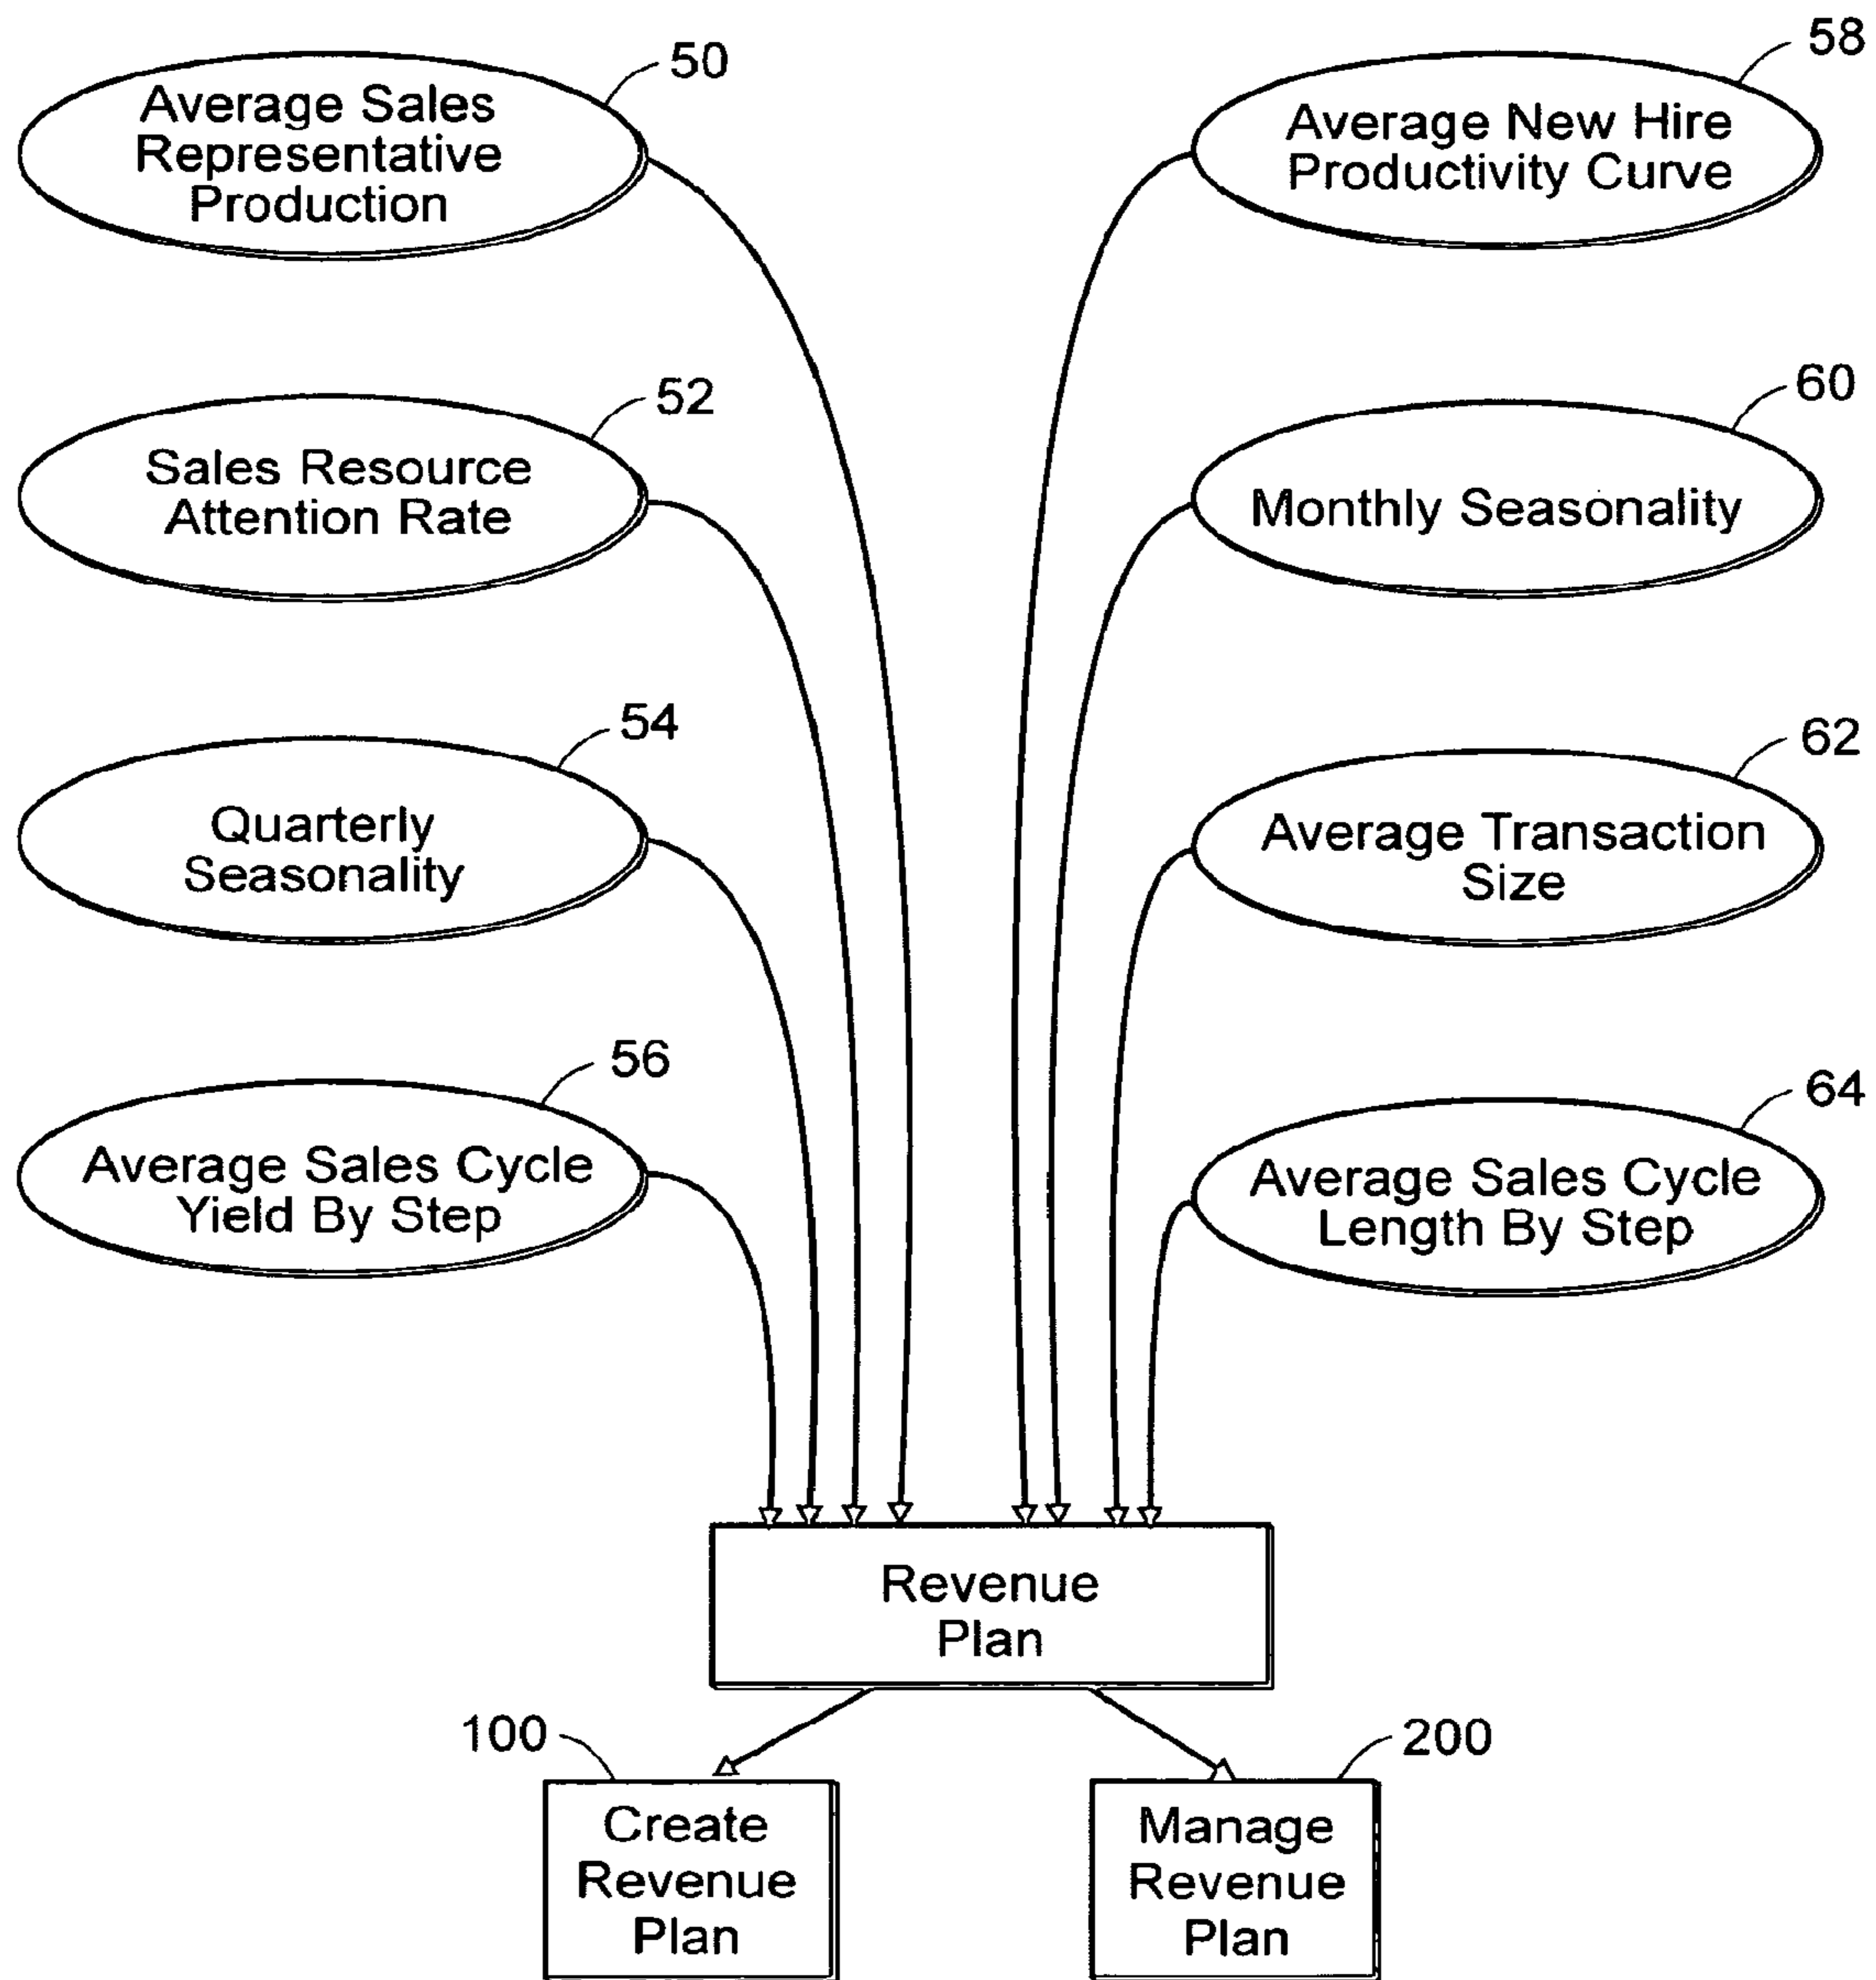 50
Average Sales
Representative
Production
58
Average New Hire
Productivity Curve
52
Sales Resource
Attention Rate
60
Monthly Seasonality
54
Quarterly
Seasonality
62
Average Transaction
Size
56
Average Sales Cycle
Yield By Step
64
Average Sales Cycle
Length By Step
Revenue
Plan
100
Create
Revenue
Plan
200
Manage
Revenue
Plan